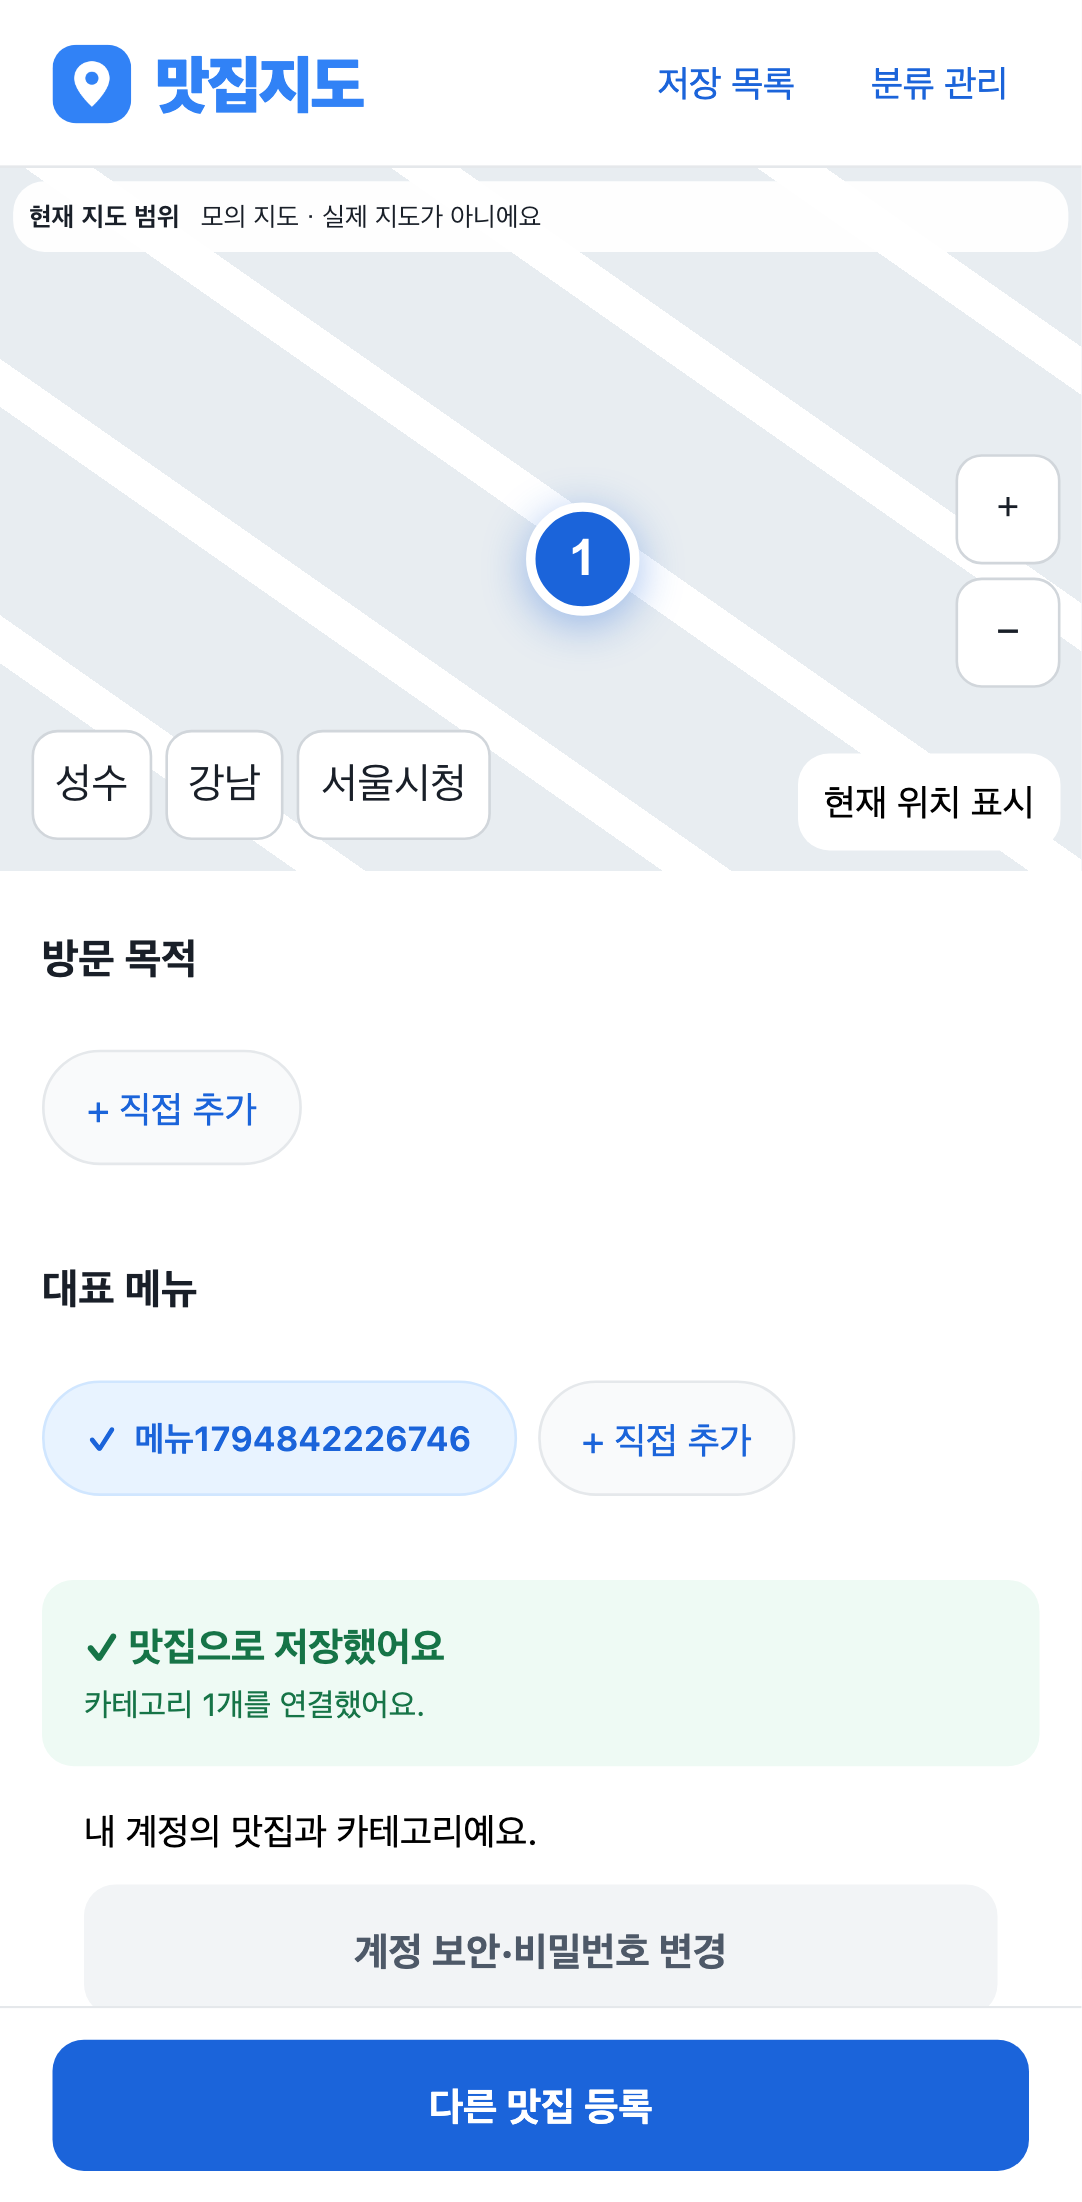 맛집지도
저장 목록 분류 관리
현재 지도 범위 모의 지도 · 실제 지도가 아니에요
+
1
−
성수 강남 서울시청
현재 위치 표시
방문 목적
+ 직접 추가
대표 메뉴
✓ 메뉴1794842226746 + 직접 추가
✓ 맛집으로 저장했어요
카테고리 1개를 연결했어요.
내 계정의 맛집과 카테고리예요.
계정 보안·비밀번호 변경
다른 맛집 등록